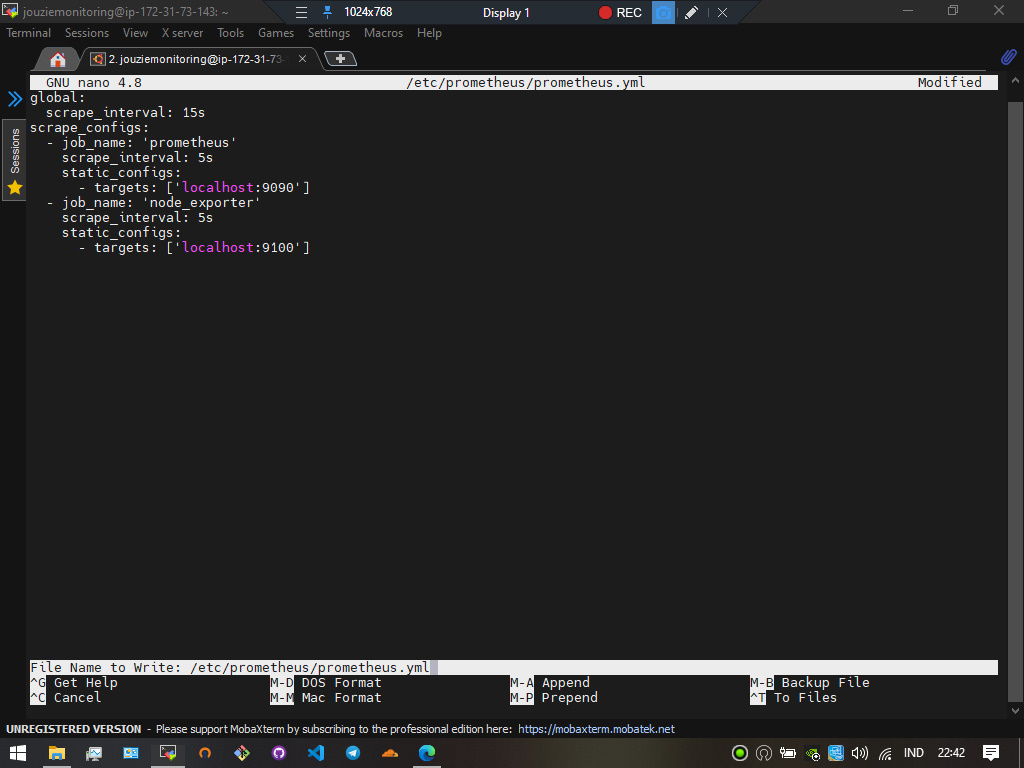 jouziemonitoring@ip-172-31-73-143: ~
1024x768
Display 1
REC
Terminal Sessions View X server Tools Games Settings Macros Help
2. jouziemonitoring@ip-172-31-73-
GNU nano 4.8 /etc/prometheus/prometheus.yml Modified
global:
  scrape_interval: 15s
scrape_configs:
  - job_name: 'prometheus'
    scrape_interval: 5s
    static_configs:
      - targets: ['localhost:9090']
  - job_name: 'node_exporter'
    scrape_interval: 5s
    static_configs:
      - targets: ['localhost:9100']
Sessions
File Name to Write: /etc/prometheus/prometheus.yml
^G Get Help M-D DOS Format M-A Append M-B Backup File
^C Cancel M-M Mac Format M-P Prepend ^T To Files
UNREGISTERED VERSION - Please support MobaXterm by subscribing to the professional edition here: https://mobaxterm.mobatek.net
IND 22:42